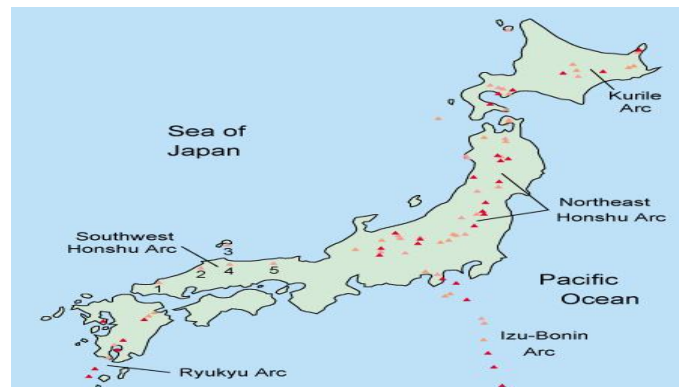 Kurile
Arc
Sea of
Japan
Northeast
Honshu Arc
Southwest
Honshu Arc
3
2
4
5
1
Pacific
Ocean
Izu-Bonin
Arc
Ryukyu Arc